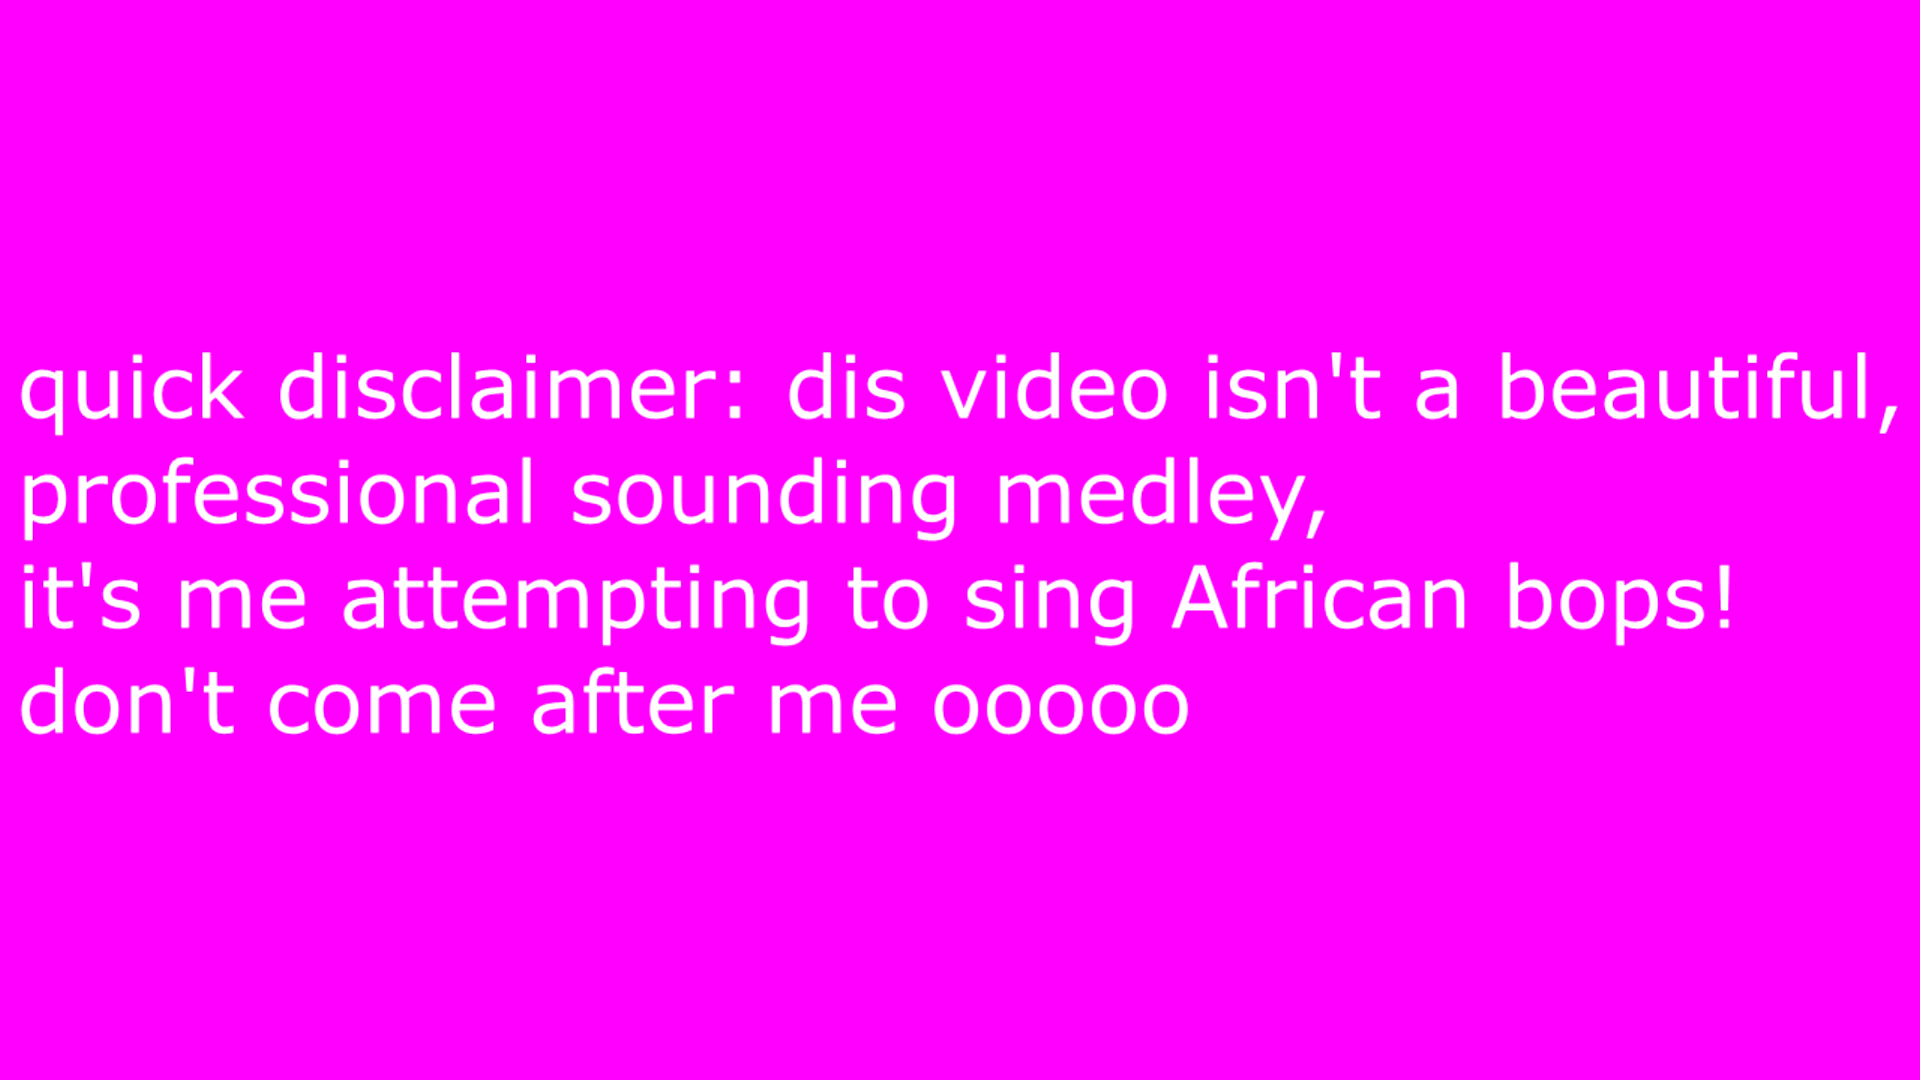 quick disclaimer: dis video isn't a beautiful,
professional sounding medley,
it's me attempting to sing African bops!
don't come after me ooooo